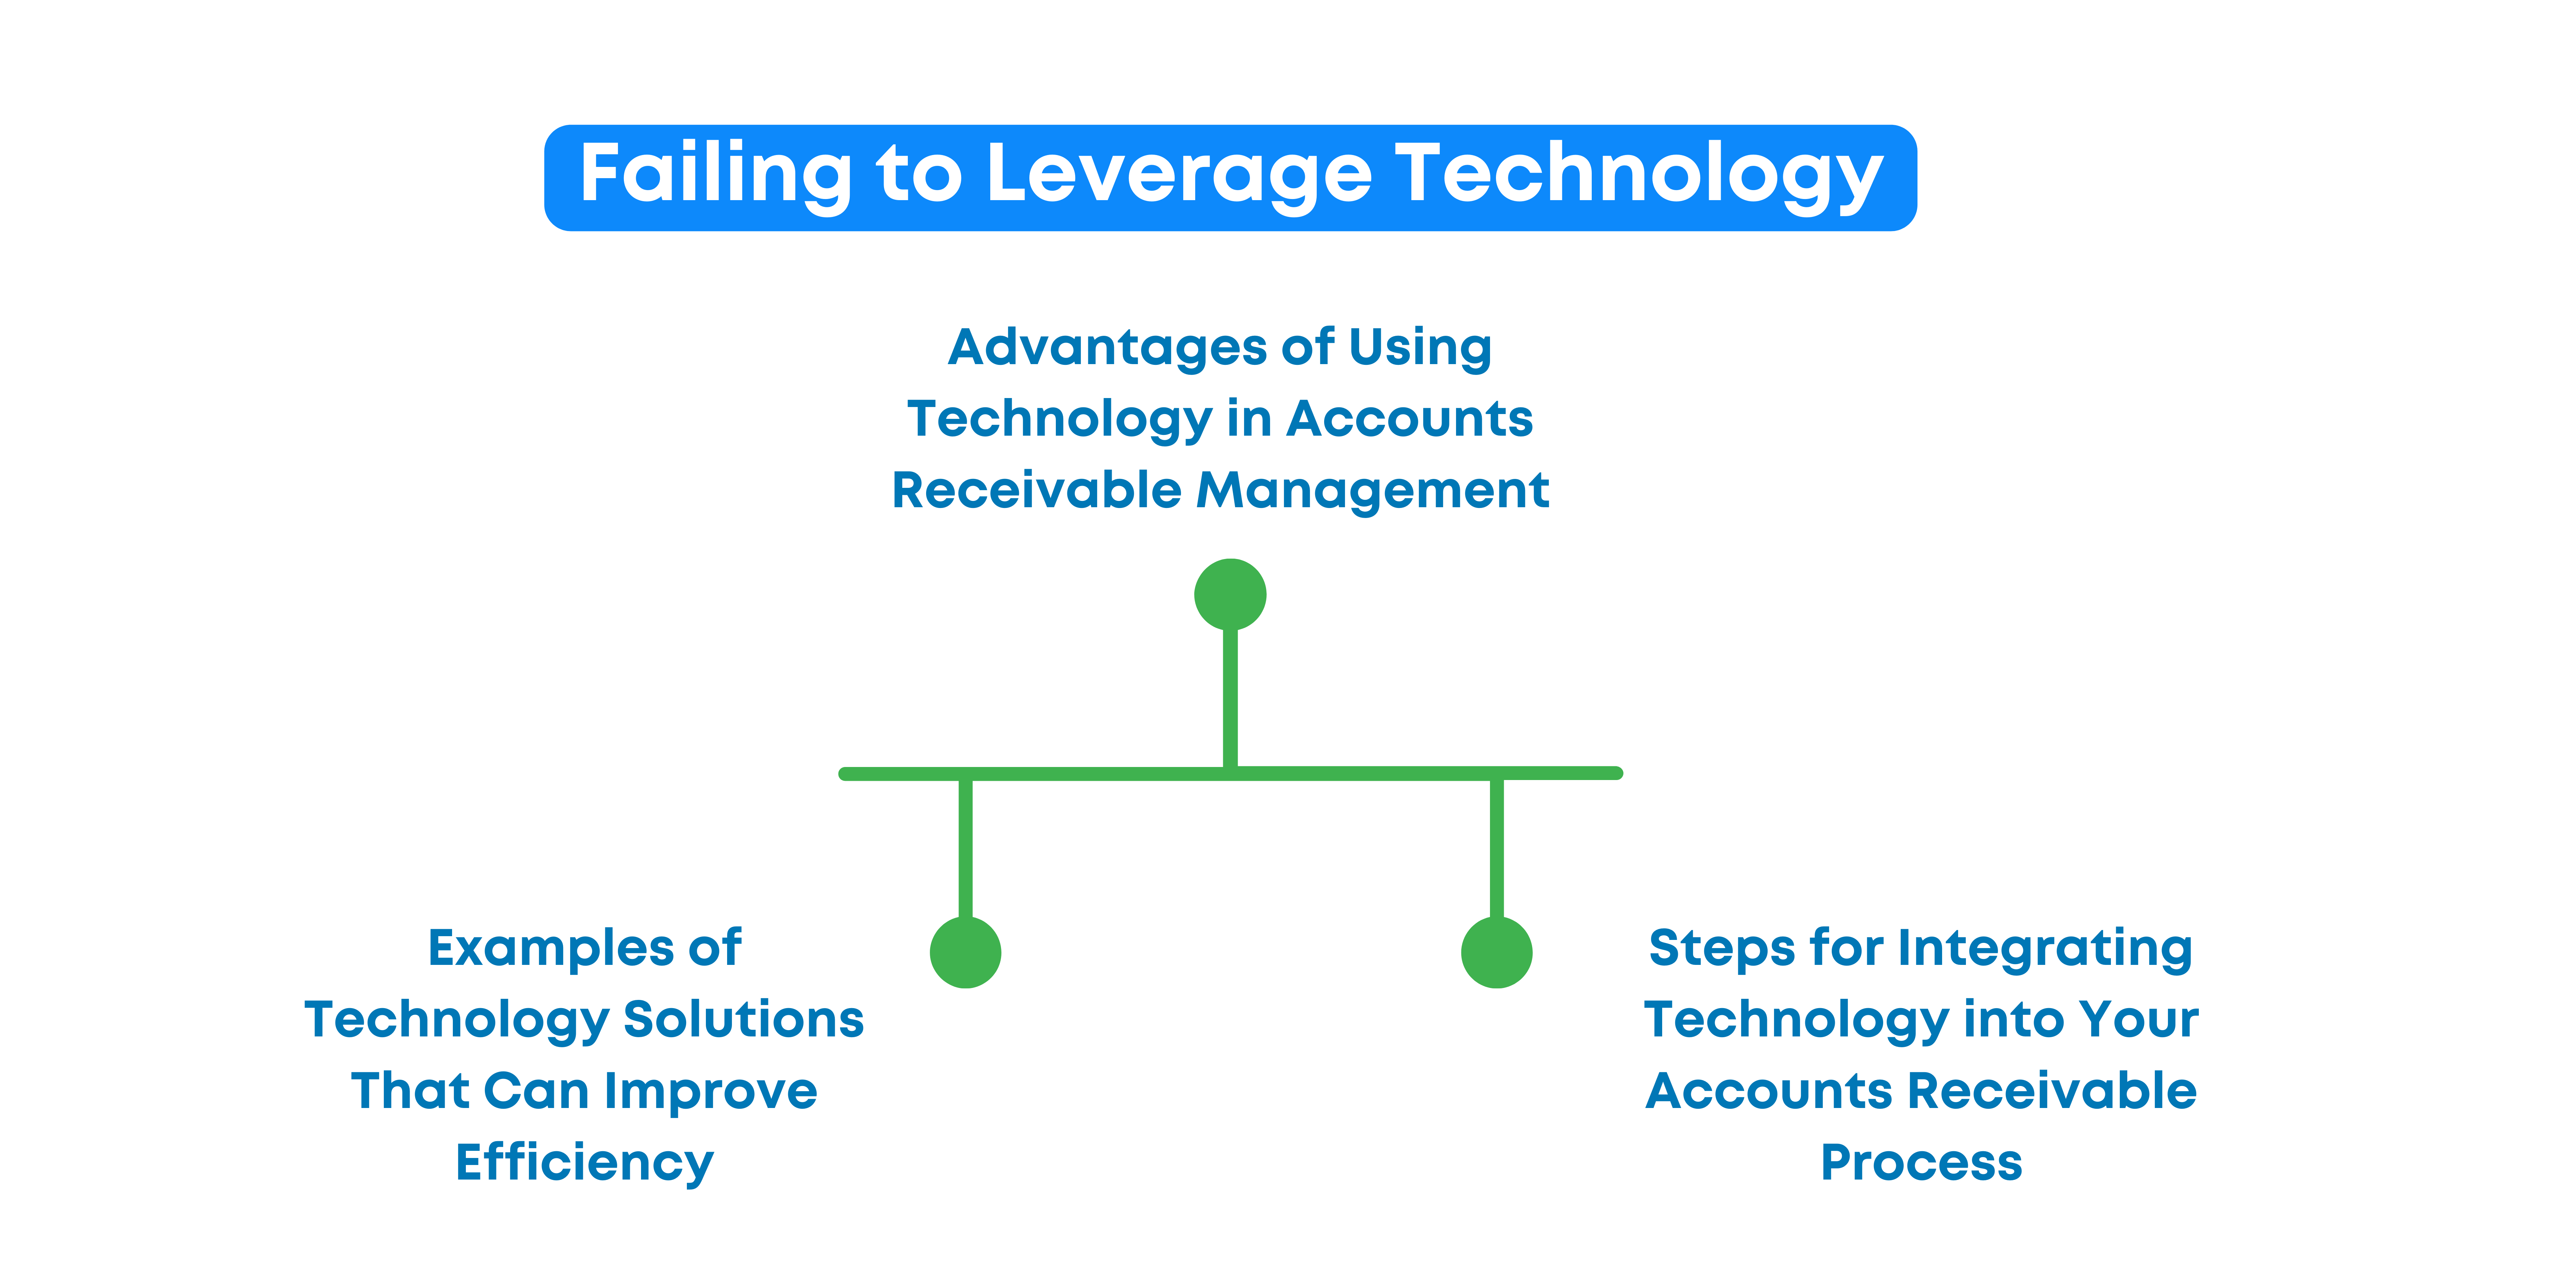 Failing to Leverage Technology
Advantages of Using
Technology in Accounts
Receivable Management
Examples of
Technology Solutions
That Can Improve
Efficiency
Steps for Integrating
Technology into Your
Accounts Receivable
Process